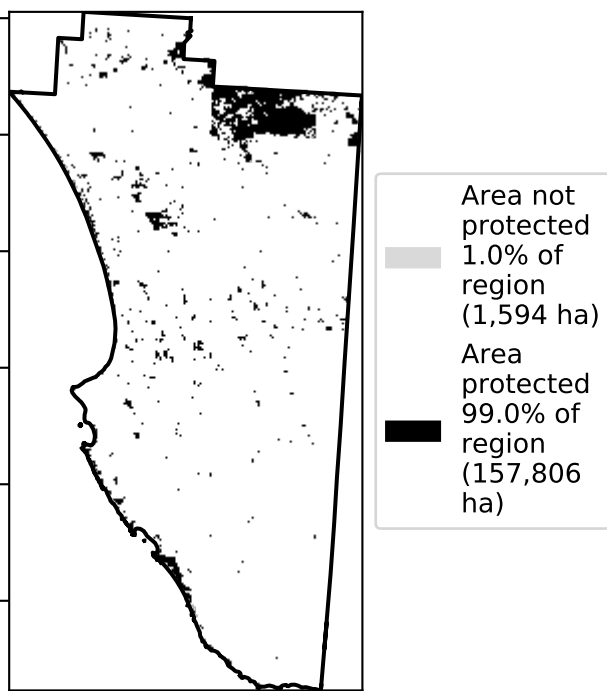 Area not
protected
1.0% of
region
(1,594 ha)
Area
protected
99.0% of
region
(157,806
ha)